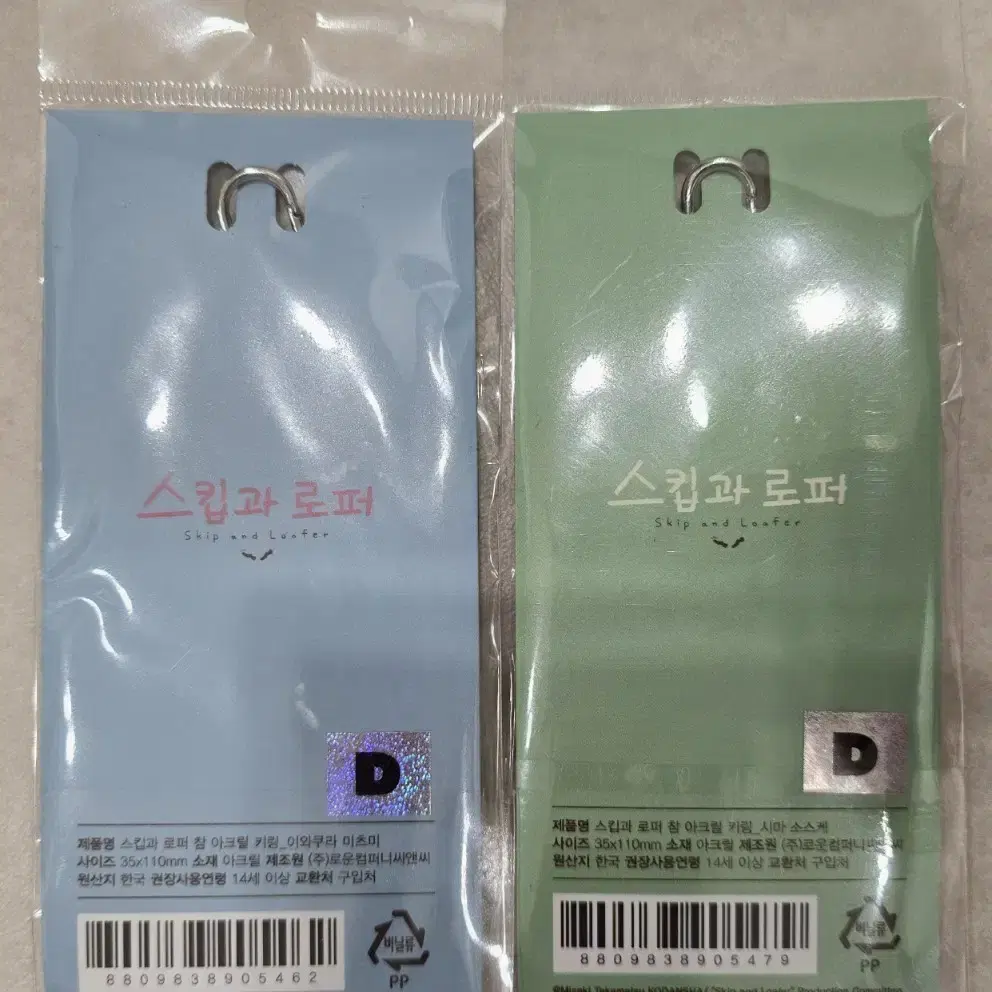 스킵과 로퍼
Skip and Loafer
D
제품명 스킵과 로퍼 참 아크릴 키링_이와쿠라 미츠미
사이즈 35x110mm 소재 아크릴 제조원 (주)로운컴퍼니씨앤씨
원산지 한국 권장사용연령 14세 이상 교환처 구입처
8809838905462
비닐류
PP
스킵과 로퍼
Skip and Loafer
D
제품명 스킵과 로퍼 참 아크릴 키링_시마 소스케
사이즈 35x110mm 소재 아크릴 제조원 (주)로운컴퍼니씨앤씨
원산지 한국 권장사용연령 14세 이상 교환처 구입처
8809838905479
비닐류
PP
©Misaki Takamatsu KODANSHA/ "Skip and Loafer" Production Committee